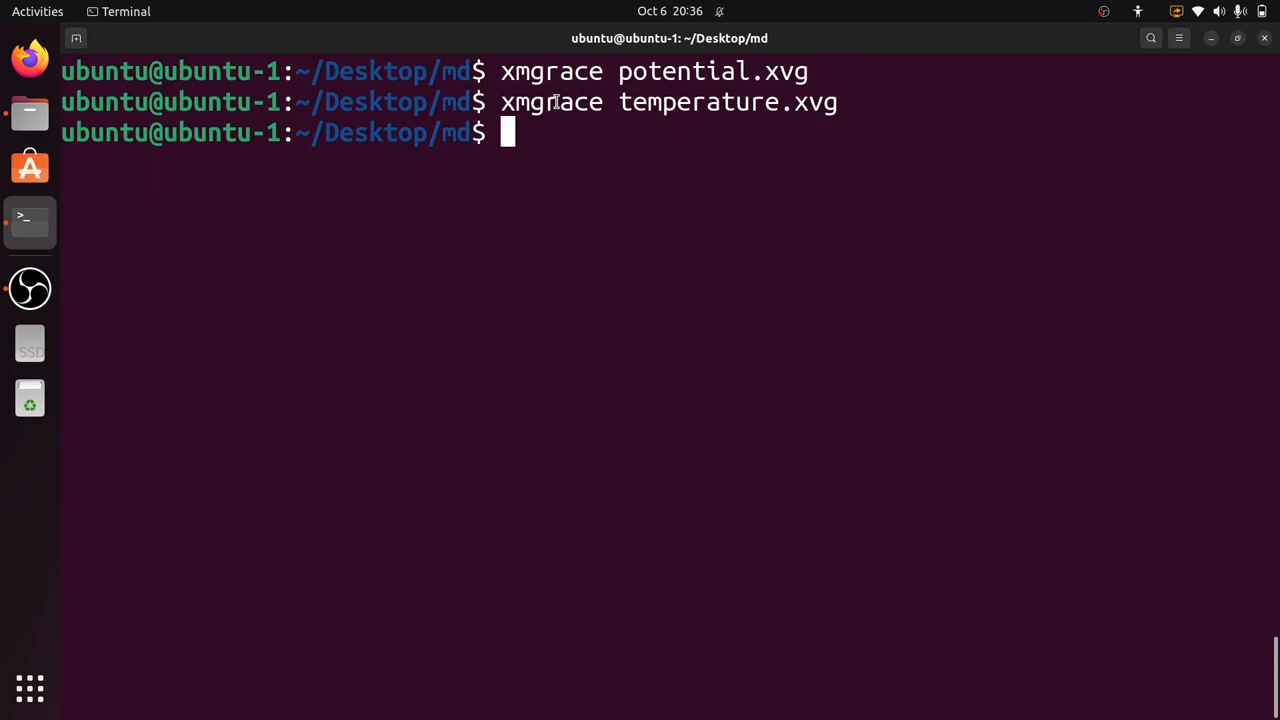 Activities Terminal Oct 6 20:36
ubuntu@ubuntu-1: ~/Desktop/md
ubuntu@ubuntu-1:~/Desktop/md$ xmgrace potential.xvg
ubuntu@ubuntu-1:~/Desktop/md$ xmgrace temperature.xvg
ubuntu@ubuntu-1:~/Desktop/md$
>_
SSD